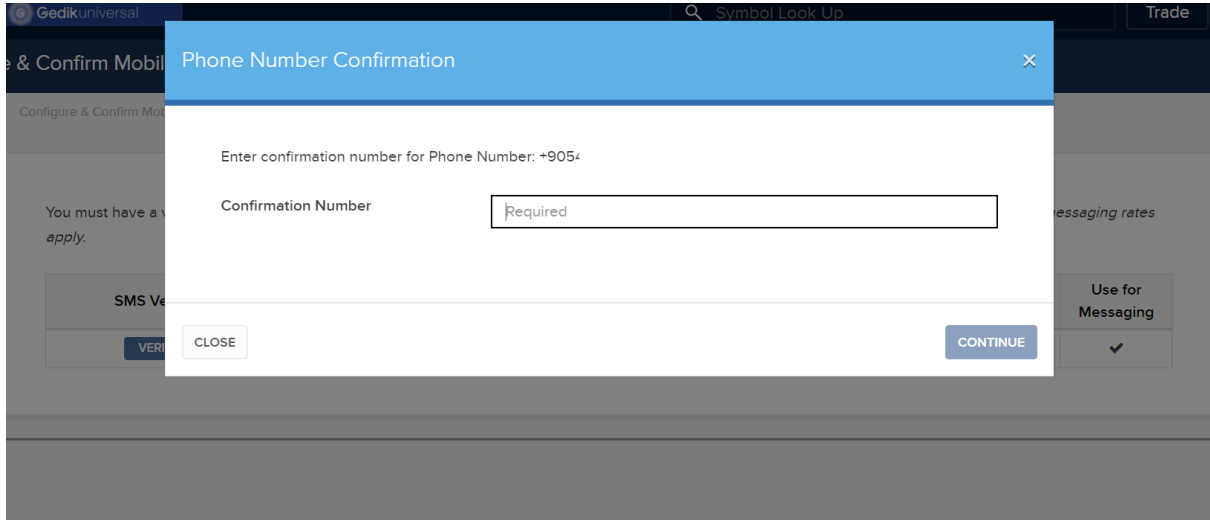 Gedikuniversal
Symbol Look Up
Trade
& Confirm Mobil
Phone Number Confirmation
Configure & Confirm Mob
Enter confirmation number for Phone Number: +9054
Confirmation Number
Required
You must have a
messaging rates
apply.
SMS Ve
Use for
Messaging
VERI
CLOSE
CONTINUE